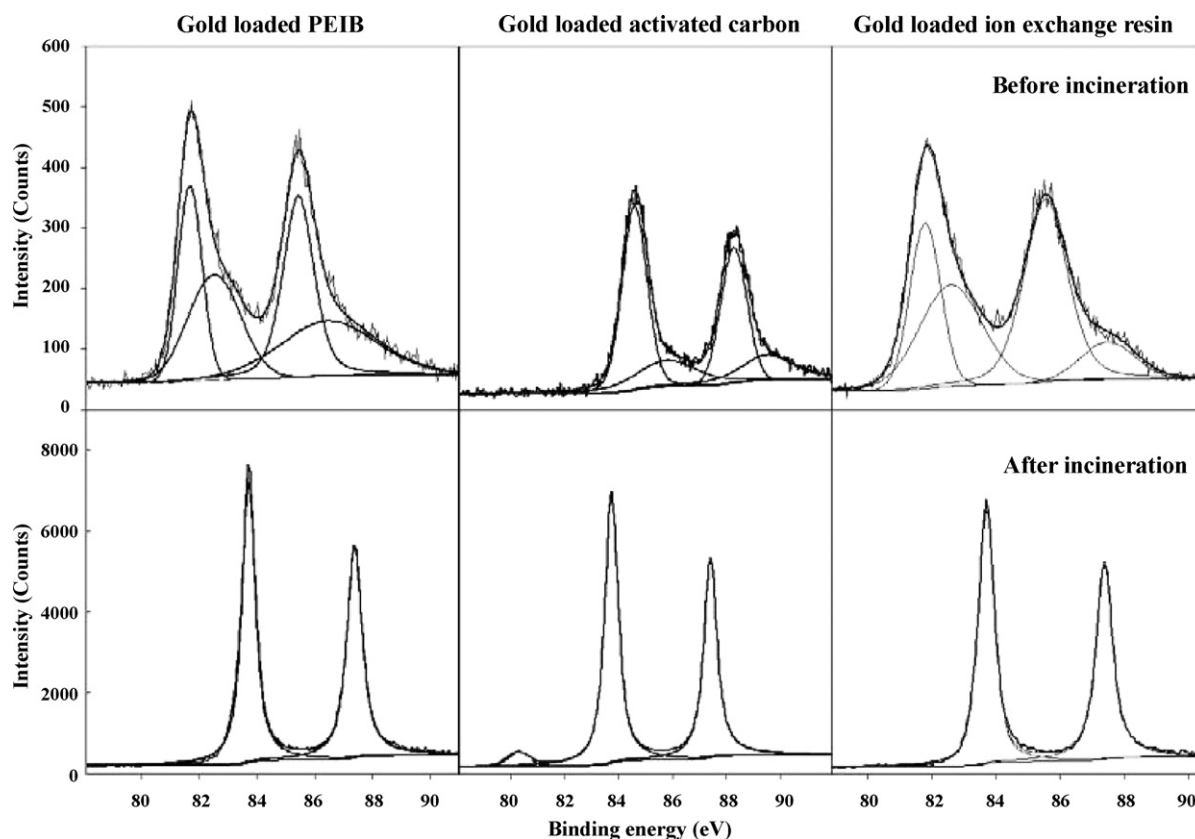 Gold loaded PEIB
Gold loaded activated carbon
Gold loaded ion exchange resin
Before incineration
Intensity (Counts)
600
500
400
300
200
100
0
After incineration
Intensity (Counts)
8000
6000
4000
2000
0
80 82 84 86 88 90
80 82 84 86 88 90
80 82 84 86 88 90
Binding energy (eV)